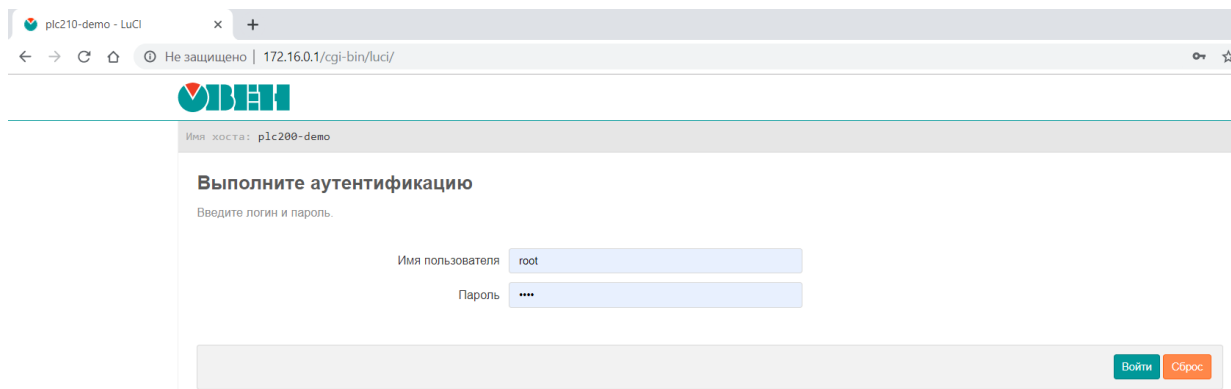 plc210-demo - LuCI
Не защищено | 172.16.0.1/cgi-bin/luci/
ОВЕН
Имя хоста: plc200-demo
Выполните аутентификацию
Введите логин и пароль.
Имя пользователя root
Пароль ••••
Войти Сброс